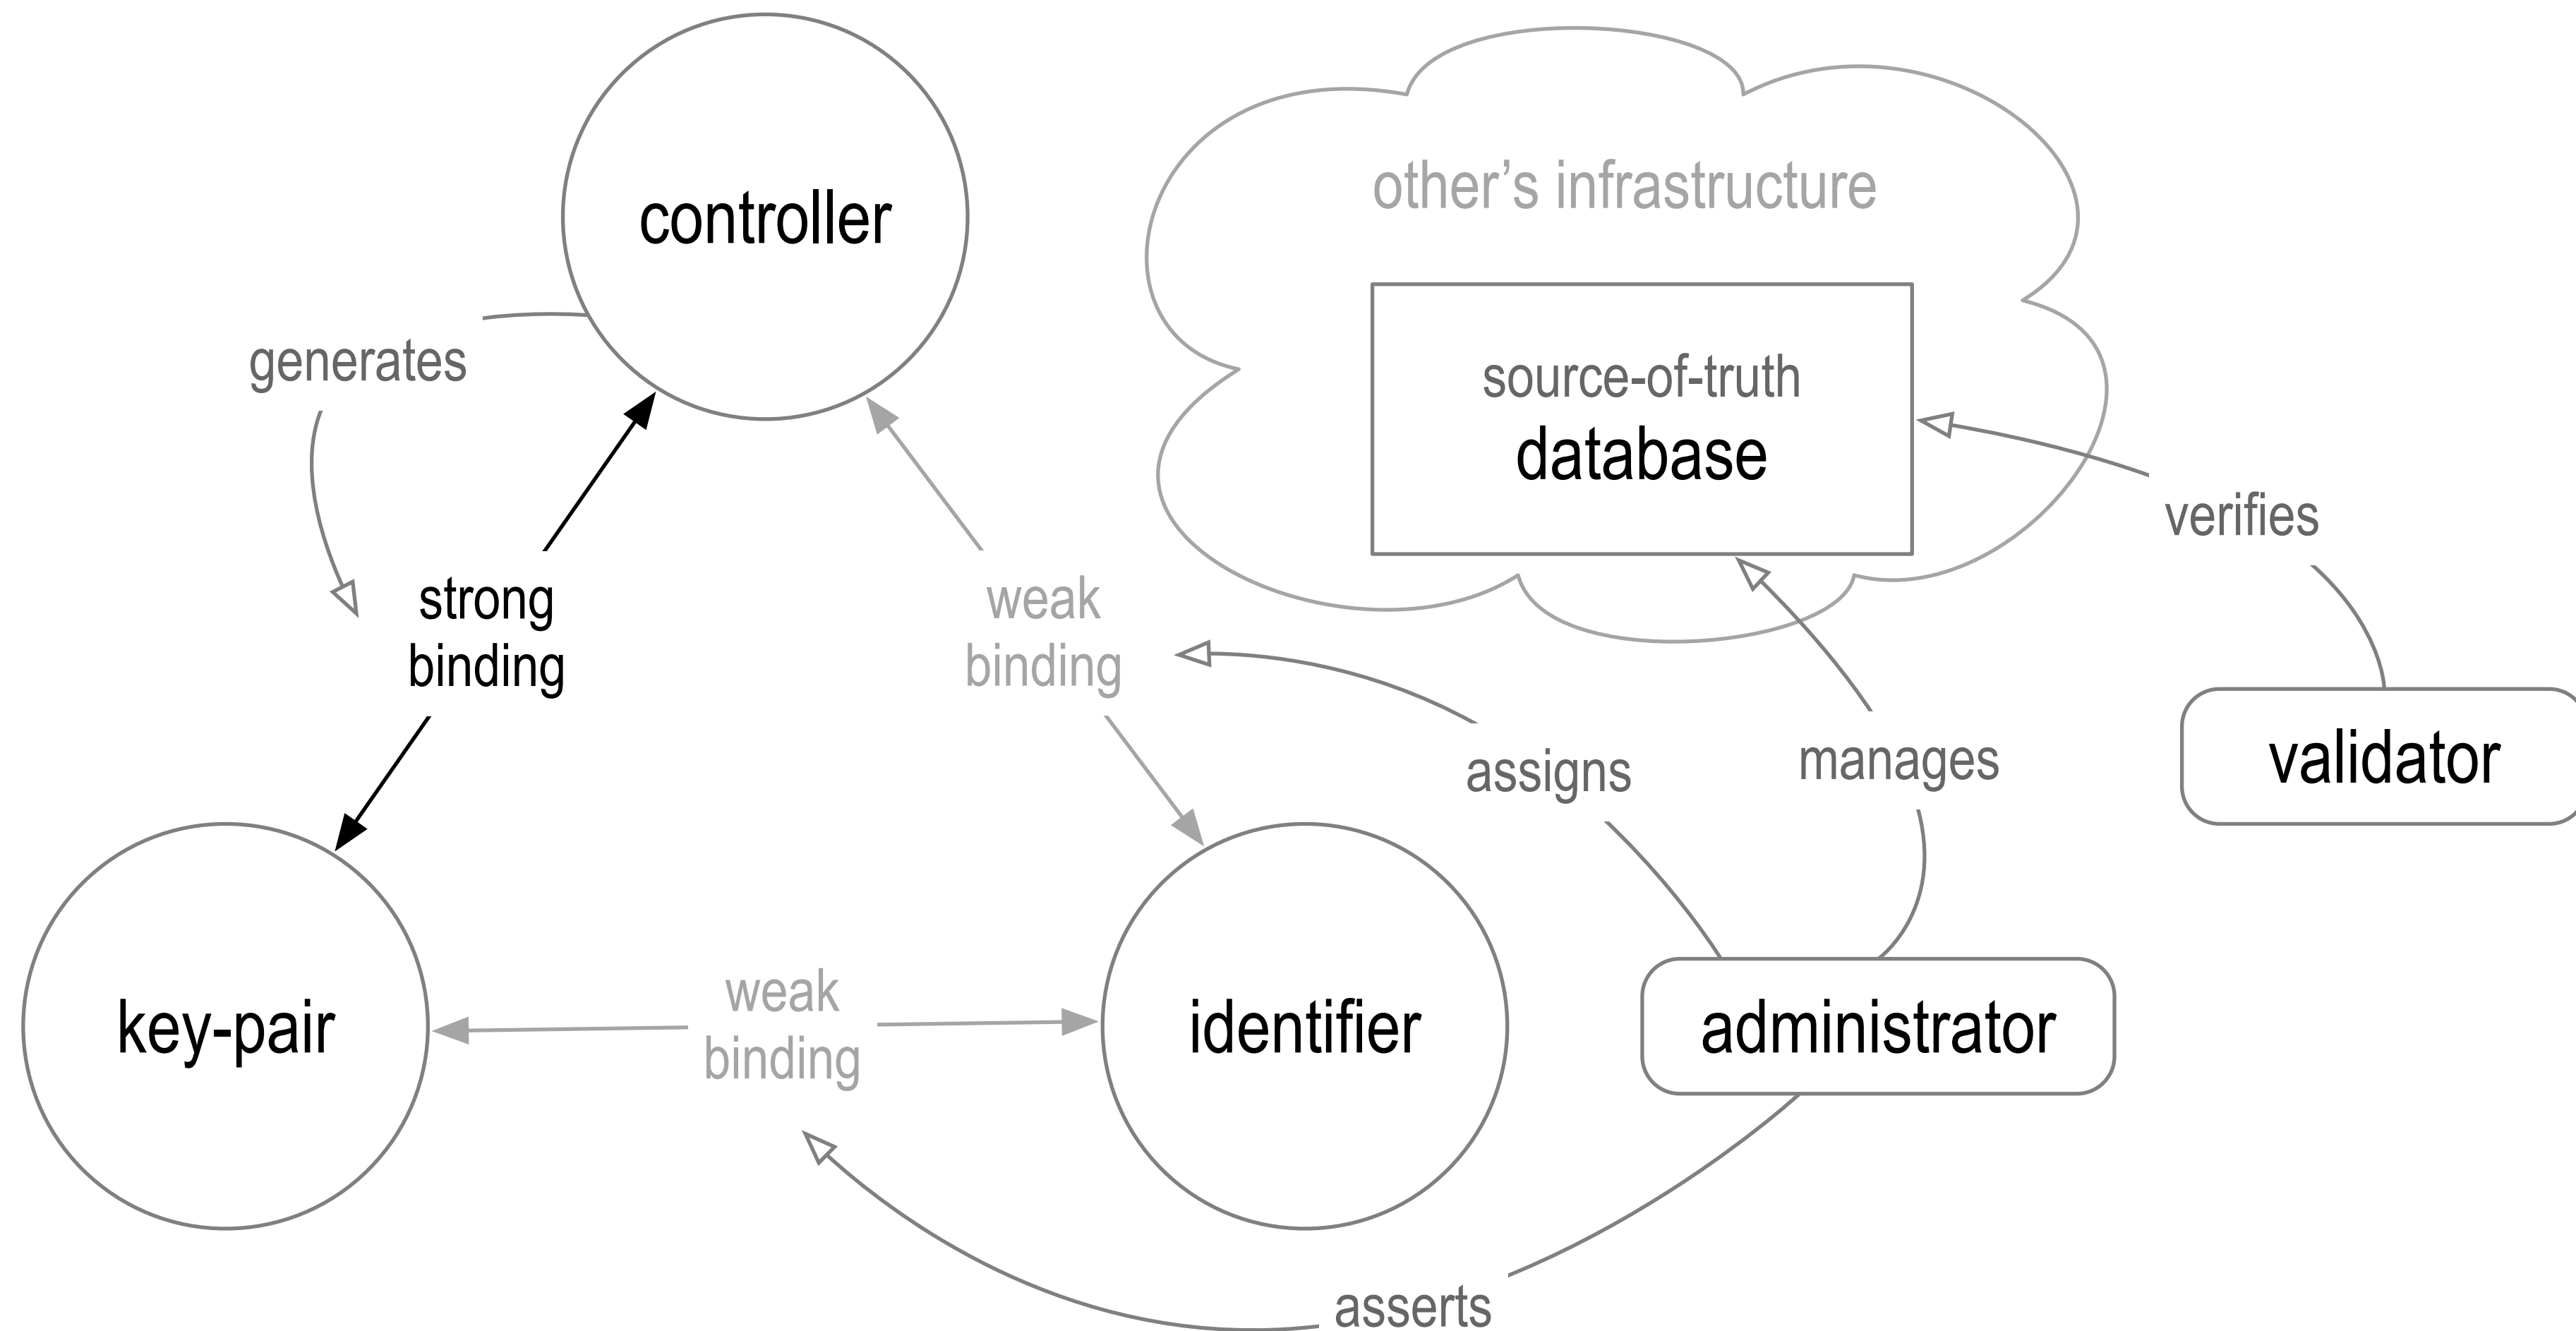 controller
other’s infrastructure
generates
source-of-truth
database
verifies
strong
binding
weak
binding
assigns
manages
validator
key-pair
weak
binding
identifier
administrator
asserts